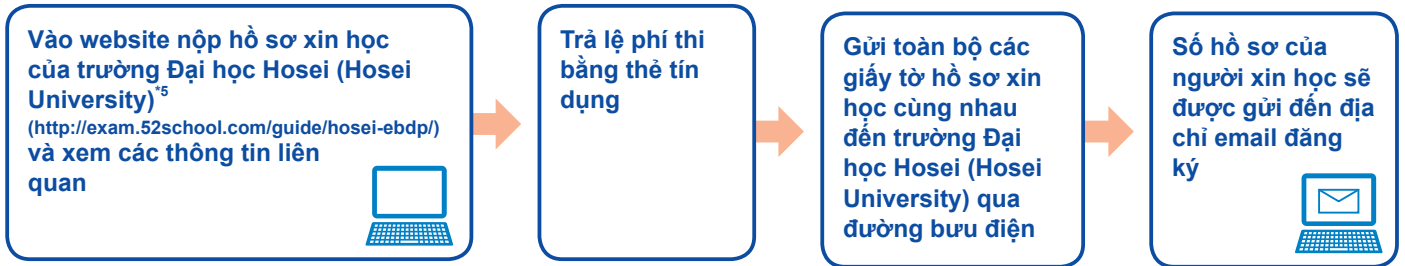 Vào website nộp hồ sơ xin học
của trường Đại học Hosei (Hosei
University)*5
(http://exam.52school.com/guide/hosei-ebdp/)
và xem các thông tin liên
quan
Trả lệ phí thi
bằng thẻ tín
dụng
Gửi toàn bộ các
giấy tờ hồ sơ xin
học cùng nhau
đến trường Đại
học Hosei (Hosei
University) qua
đường bưu điện
Số hồ sơ của
người xin học sẽ
được gửi đến địa
chỉ email đăng
ký